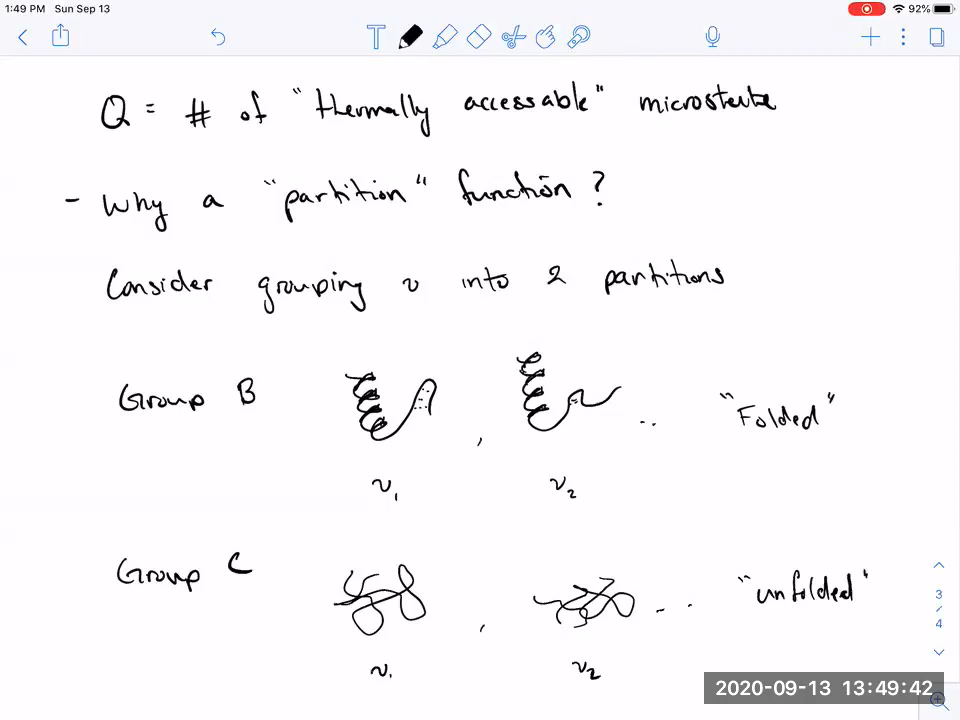 1:49 PM Sun Sep 13
92%
Q = # of "thermally accessable" microstate
- Why a "partition" function?
Consider grouping ν into 2 partitions
Group B , .. "Folded"
ν1 ν2
Group C , .. .. "unfolded"
ν1 ν2
3
/
4
2020-09-13 13:49:42